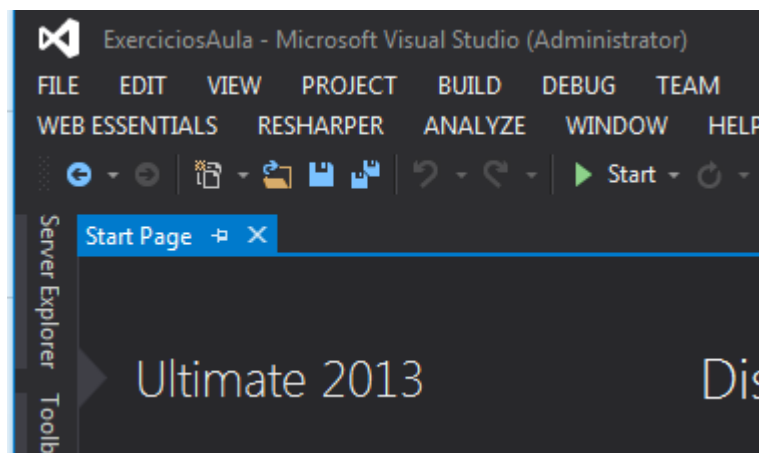 ExerciciosAula - Microsoft Visual Studio (Administrator)
FILE EDIT VIEW PROJECT BUILD DEBUG TEAM
WEB ESSENTIALS RESHARPER ANALYZE WINDOW HELP
Start
Start Page
Server Explorer
Ultimate 2013